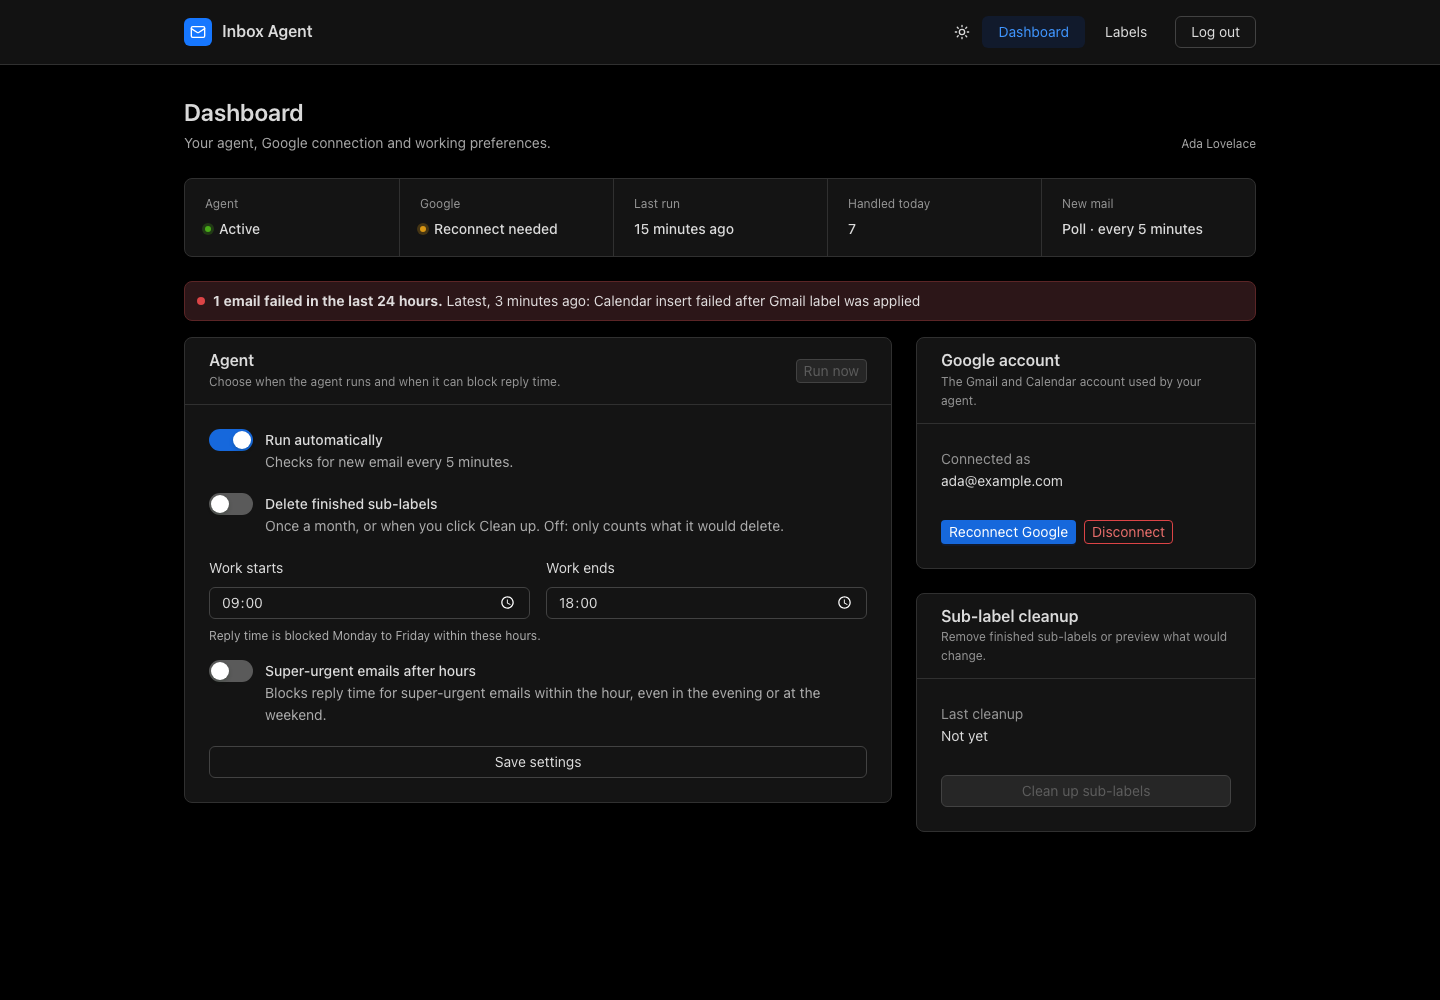 Inbox Agent
Dashboard
Labels
Log out
Dashboard
Your agent, Google connection and working preferences.
Ada Lovelace
Agent
Active
Google
Reconnect needed
Last run
15 minutes ago
Handled today
7
New mail
Poll · every 5 minutes
1 email failed in the last 24 hours. Latest, 3 minutes ago: Calendar insert failed after Gmail label was applied
Agent
Choose when the agent runs and when it can block reply time.
Run now
Run automatically
Checks for new email every 5 minutes.
Delete finished sub-labels
Once a month, or when you click Clean up. Off: only counts what it would delete.
Work starts
09:00
Work ends
18:00
Reply time is blocked Monday to Friday within these hours.
Super-urgent emails after hours
Blocks reply time for super-urgent emails within the hour, even in the evening or at the
weekend.
Save settings
Google account
The Gmail and Calendar account used by your
agent.
Connected as
ada@example.com
Reconnect Google
Disconnect
Sub-label cleanup
Remove finished sub-labels or preview what would
change.
Last cleanup
Not yet
Clean up sub-labels